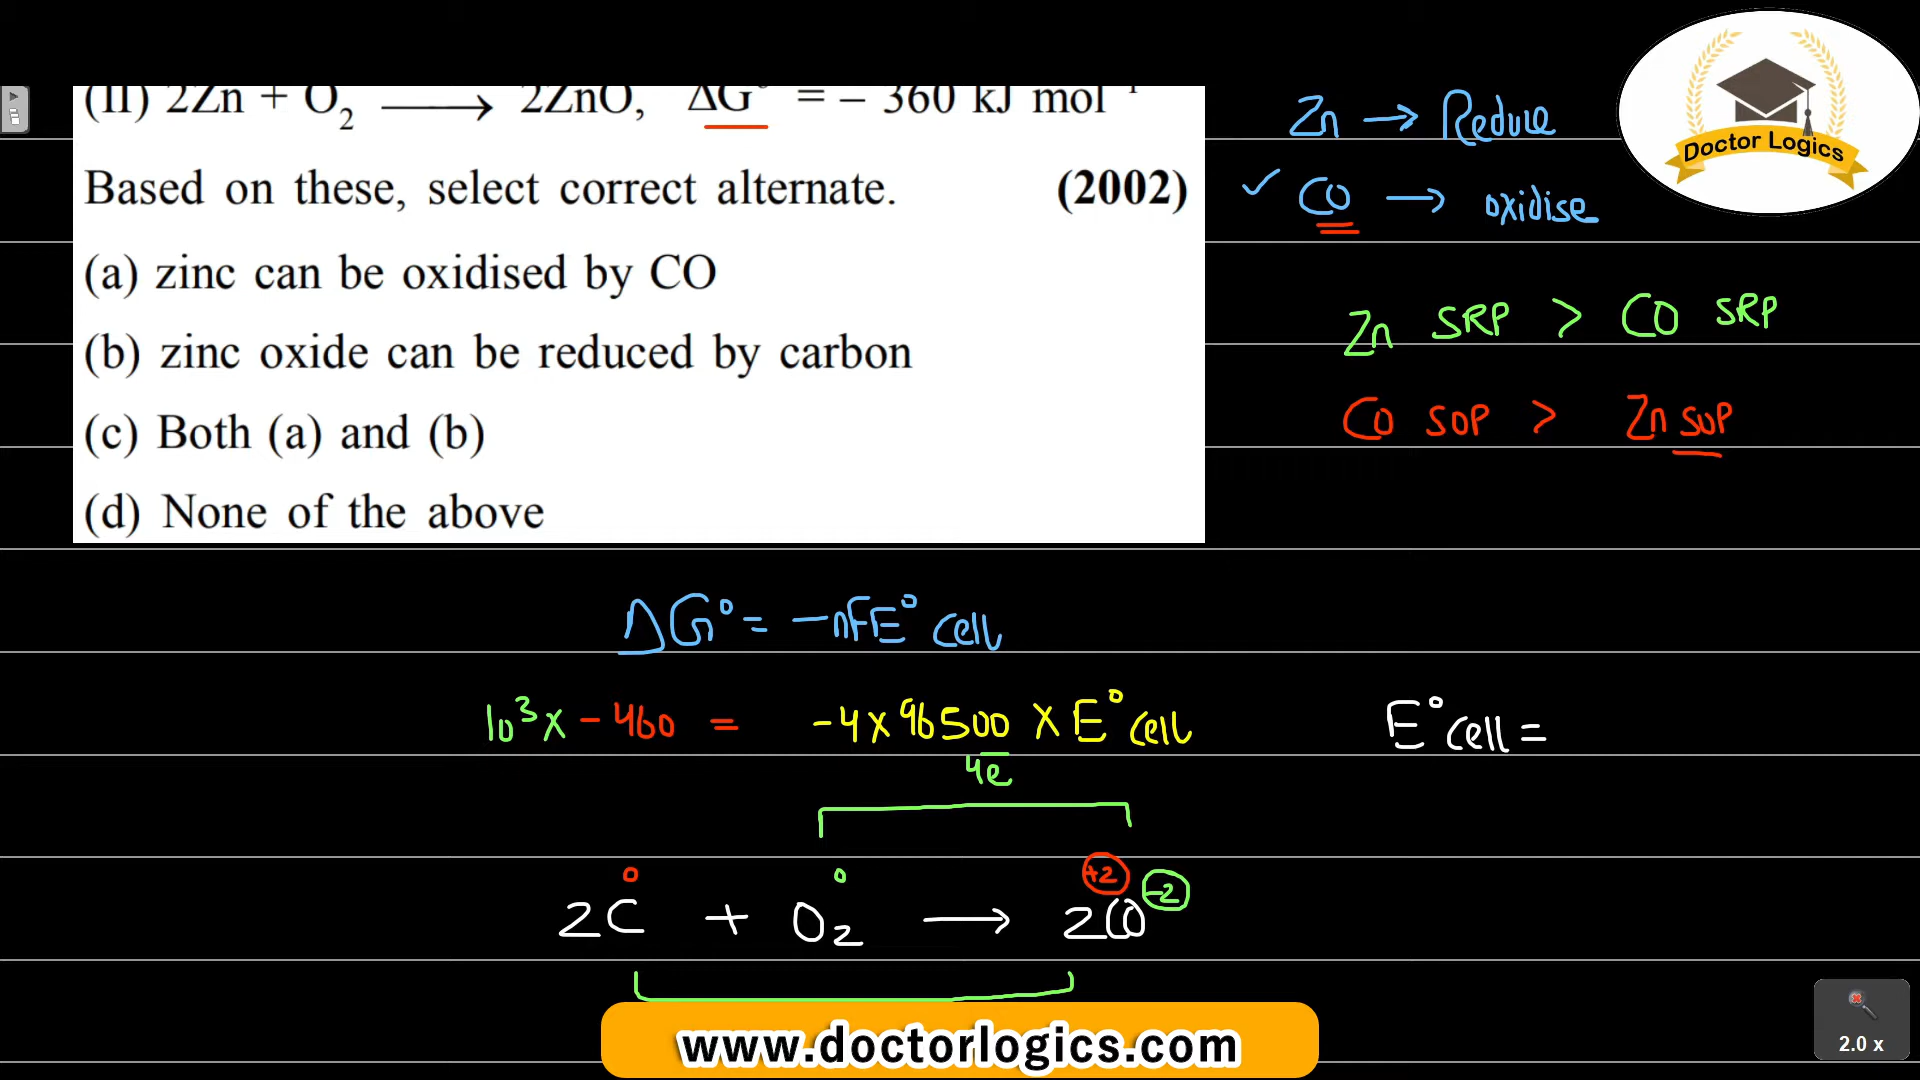 (II) 2Zn + O₂ ⟶ 2ZnO, ΔG° = – 360 kJ mol⁻¹
Based on these, select correct alternate. (2002)
(a) zinc can be oxidised by CO
(b) zinc oxide can be reduced by carbon
(c) Both (a) and (b)
(d) None of the above
Zn → Reduce
✓ CO → oxidise
Zn SRP > CO SRP
CO SOP > Zn SOP
Doctor Logics
ΔG° = –nFE° cell
10³ x – 460 = –4 x 96500 x E° cell
E° cell =
4e
0 0 +2 –2
2C + O₂ → 2CO
www.doctorlogics.com
2.0 x